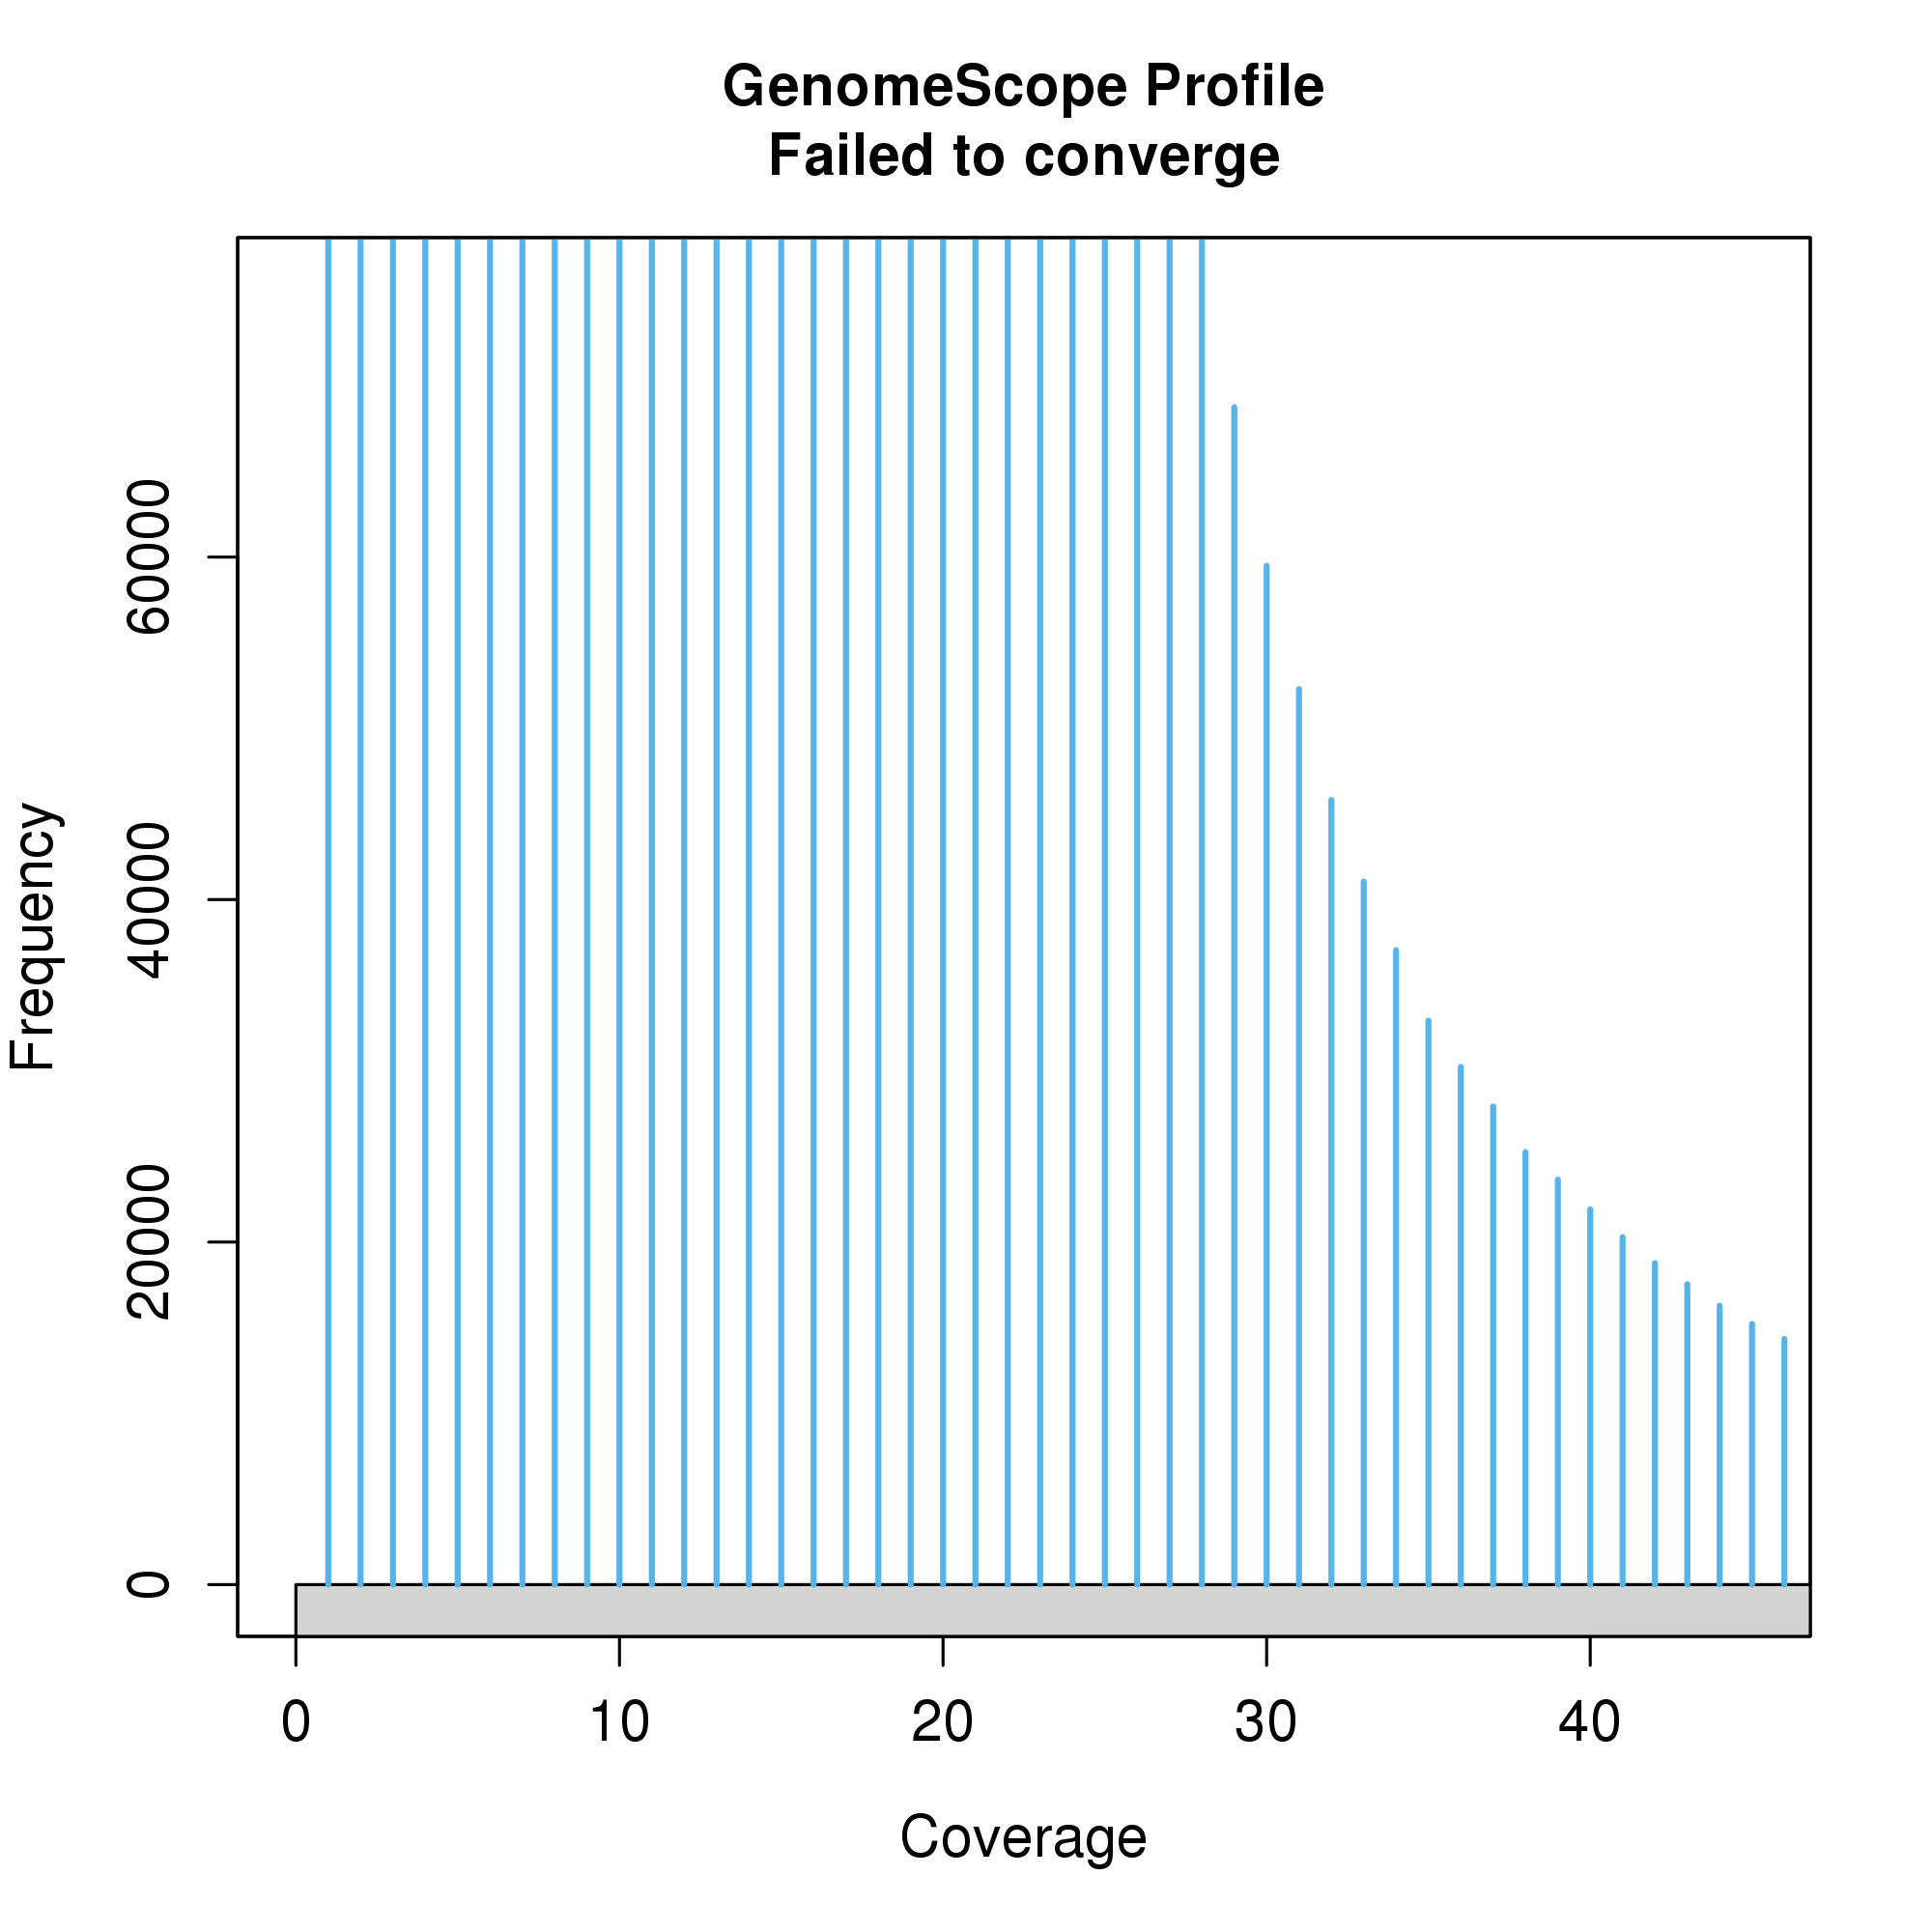 GenomeScope Profile
Failed to converge
Frequency
60000
40000
20000
0
0 10 20 30 40
Coverage